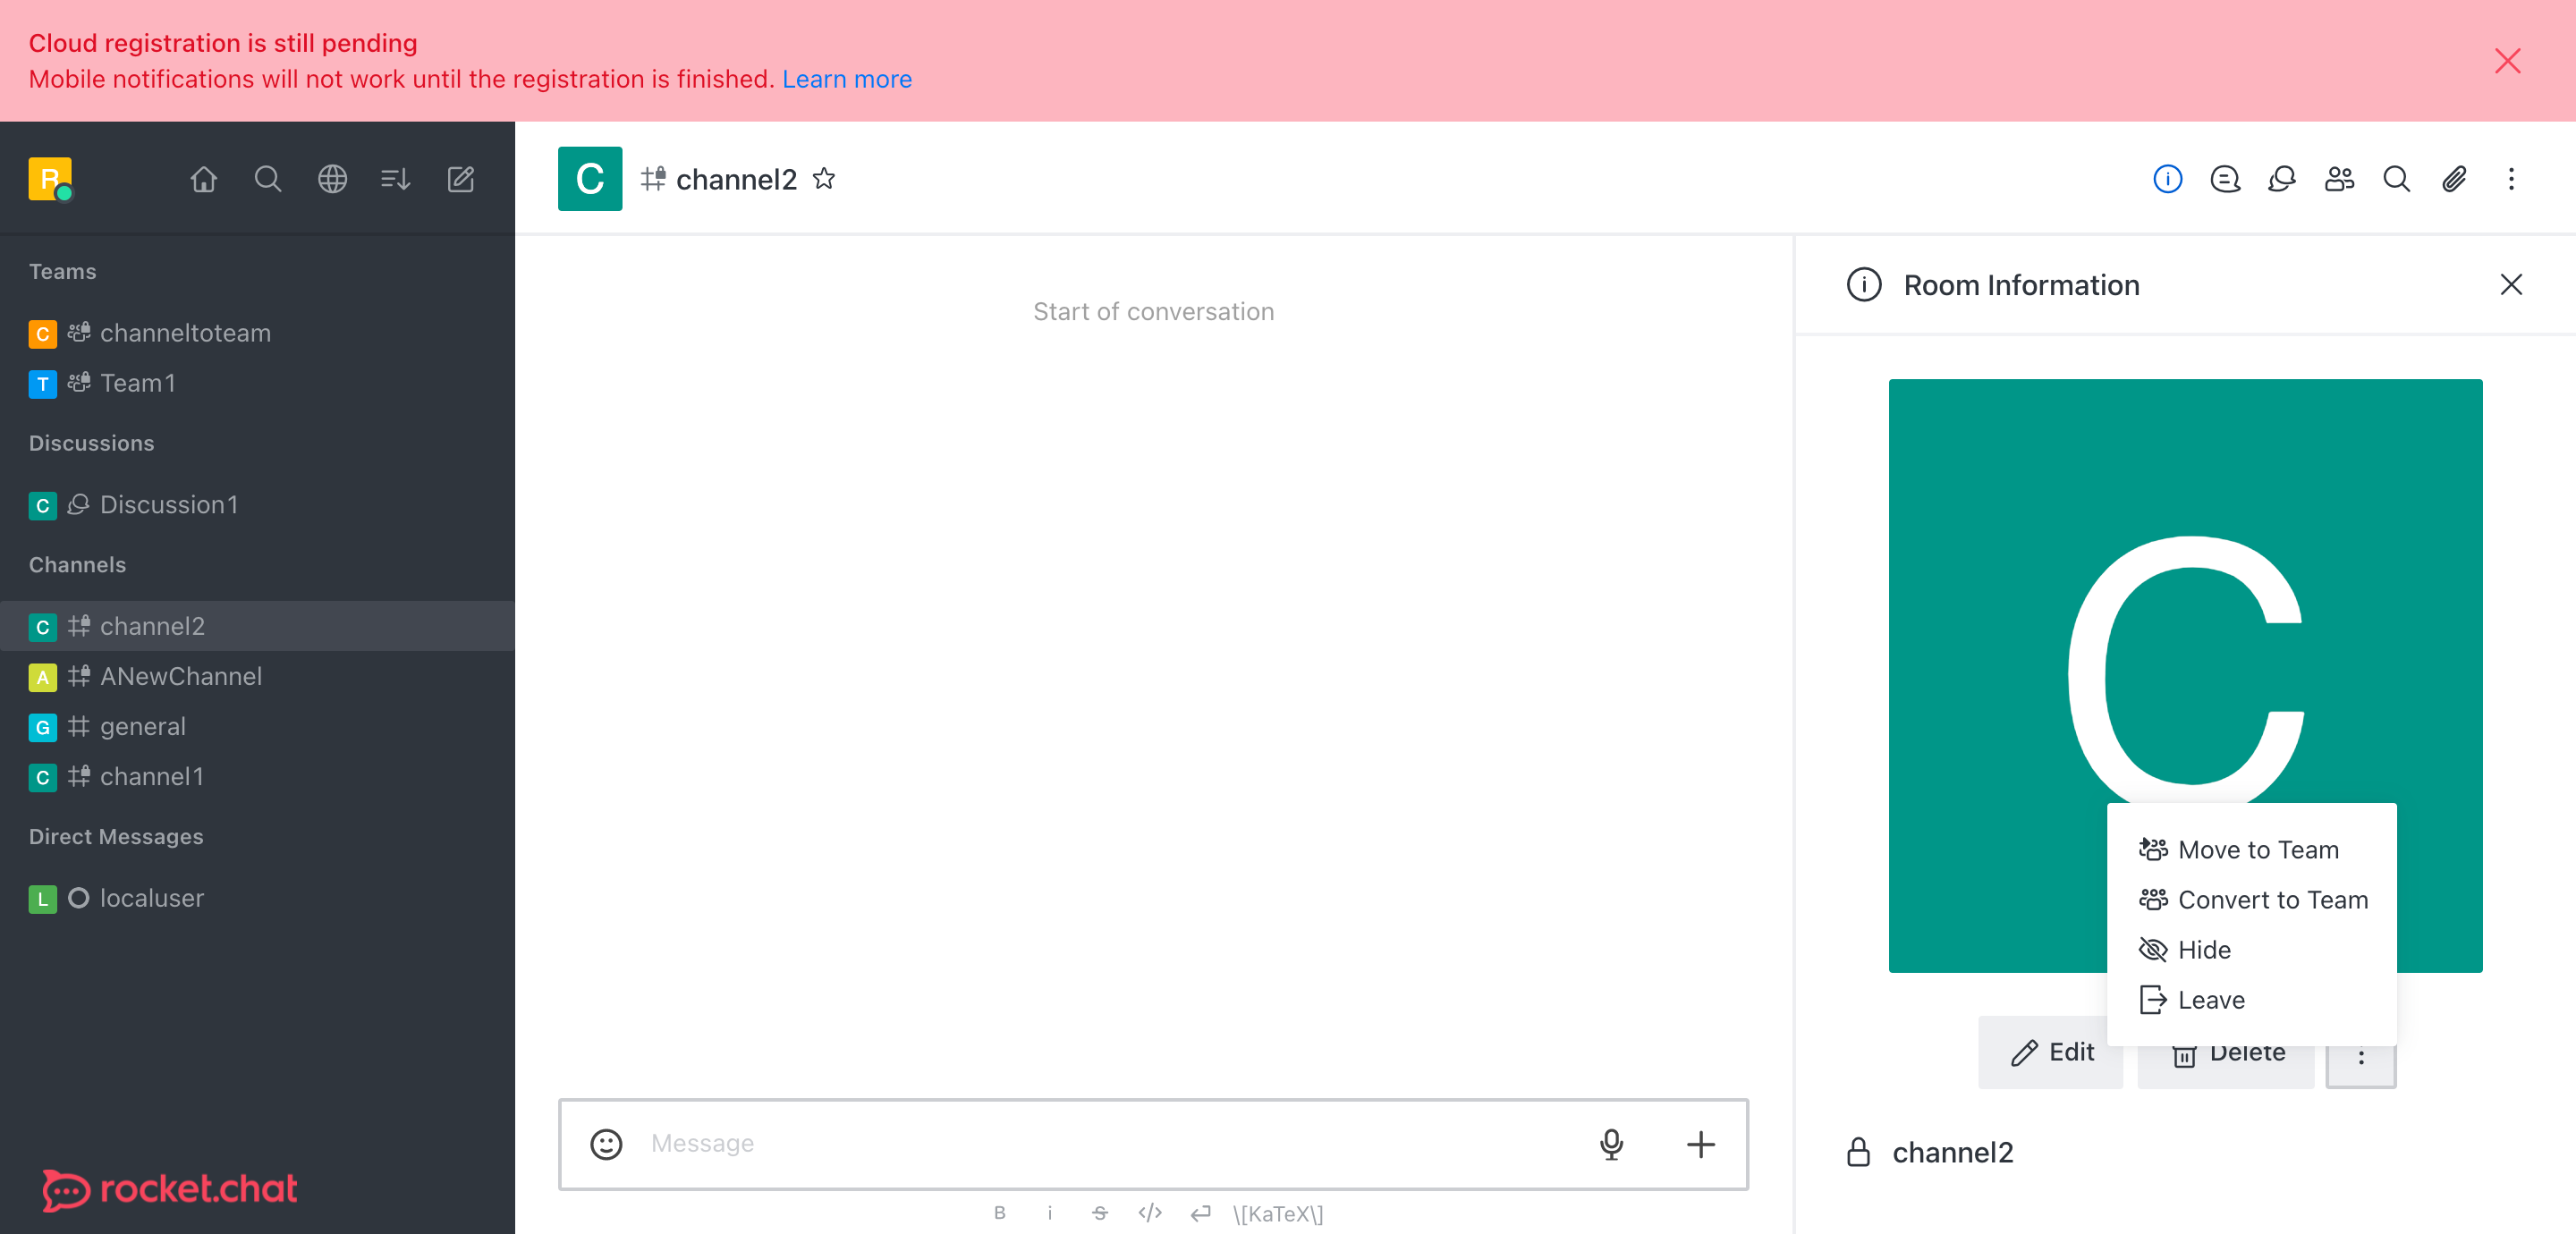 Cloud registration is still pending
Mobile notifications will not work until the registration is finished. Learn more
R
C channel2
Teams
C channeltoteam
T Team1
Discussions
C Discussion1
Channels
C channel2
A ANewChannel
G general
C channel1
Direct Messages
L localuser
rocket.chat
Start of conversation
Message
B i S </> \[KaTeX\]
Room Information
C
Move to Team
Convert to Team
Hide
Leave
Edit Delete
channel2